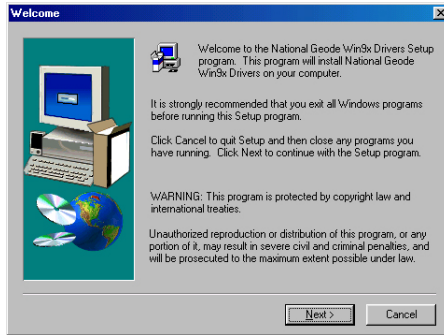 Welcome
Welcome to the National Geode Win9x Drivers Setup
program. This program will install National Geode
Win9x Drivers on your computer.
It is strongly recommended that you exit all Windows programs
before running this Setup program.
Click Cancel to quit Setup and then close any programs you
have running. Click Next to continue with the Setup program.
WARNING: This program is protected by copyright law and
international treaties.
Unauthorized reproduction or distribution of this program, or any
portion of it, may result in severe civil and criminal penalties, and
will be prosecuted to the maximum extent possible under law.
Next >
Cancel